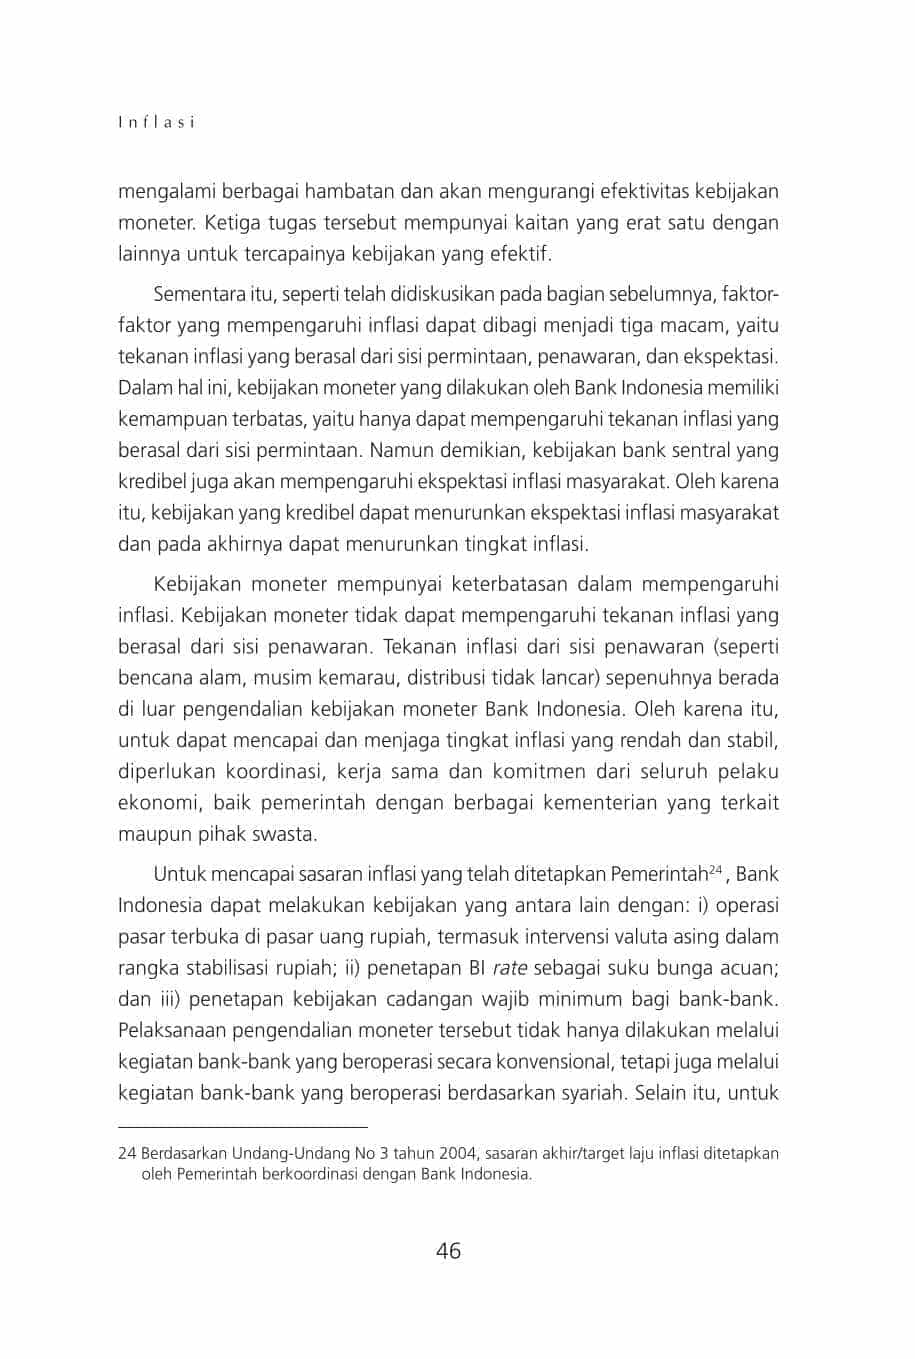 Inflasi
mengalami berbagai hambatan dan akan mengurangi efektivitas kebijakan
moneter. Ketiga tugas tersebut mempunyai kaitan yang erat satu dengan
lainnya untuk tercapainya kebijakan yang efektif.
Sementara itu, seperti telah didiskusikan pada bagian sebelumnya, faktor-
faktor yang mempengaruhi inflasi dapat dibagi menjadi tiga macam, yaitu
tekanan inflasi yang berasal dari sisi permintaan, penawaran, dan ekspektasi.
Dalam hal ini, kebijakan moneter yang dilakukan oleh Bank Indonesia memiliki
kemampuan terbatas, yaitu hanya dapat mempengaruhi tekanan inflasi yang
berasal dari sisi permintaan. Namun demikian, kebijakan bank sentral yang
kredibel juga akan mempengaruhi ekspektasi inflasi masyarakat. Oleh karena
itu, kebijakan yang kredibel dapat menurunkan ekspektasi inflasi masyarakat
dan pada akhirnya dapat menurunkan tingkat inflasi.
Kebijakan moneter mempunyai keterbatasan dalam mempengaruhi
inflasi. Kebijakan moneter tidak dapat mempengaruhi tekanan inflasi yang
berasal dari sisi penawaran. Tekanan inflasi dari sisi penawaran (seperti
bencana alam, musim kemarau, distribusi tidak lancar) sepenuhnya berada
di luar pengendalian kebijakan moneter Bank Indonesia. Oleh karena itu,
untuk dapat mencapai dan menjaga tingkat inflasi yang rendah dan stabil,
diperlukan koordinasi, kerja sama dan komitmen dari seluruh pelaku
ekonomi, baik pemerintah dengan berbagai kementerian yang terkait
maupun pihak swasta.
Untuk mencapai sasaran inflasi yang telah ditetapkan Pemerintah24 , Bank
Indonesia dapat melakukan kebijakan yang antara lain dengan: i) operasi
pasar terbuka di pasar uang rupiah, termasuk intervensi valuta asing dalam
rangka stabilisasi rupiah; ii) penetapan BI rate sebagai suku bunga acuan;
dan iii) penetapan kebijakan cadangan wajib minimum bagi bank-bank.
Pelaksanaan pengendalian moneter tersebut tidak hanya dilakukan melalui
kegiatan bank-bank yang beroperasi secara konvensional, tetapi juga melalui
kegiatan bank-bank yang beroperasi berdasarkan syariah. Selain itu, untuk
24 Berdasarkan Undang-Undang No 3 tahun 2004, sasaran akhir/target laju inflasi ditetapkan
oleh Pemerintah berkoordinasi dengan Bank Indonesia.
46